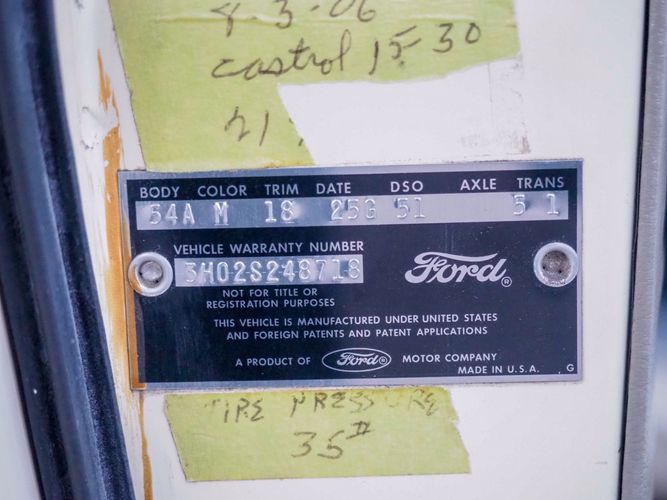 8-3-06
castrol 15-30
BODY COLOR TRIM DATE DSO AXLE TRANS
54A M 18 25G 51 5 1
VEHICLE WARRANTY NUMBER
3H02S248718
Ford®
NOT FOR TITLE OR
REGISTRATION PURPOSES
THIS VEHICLE IS MANUFACTURED UNDER UNITED STATES
AND FOREIGN PATENTS AND PATENT APPLICATIONS
A PRODUCT OF Ford® MOTOR COMPANY
MADE IN U.S.A. G
TIRE PRESSURE
35#